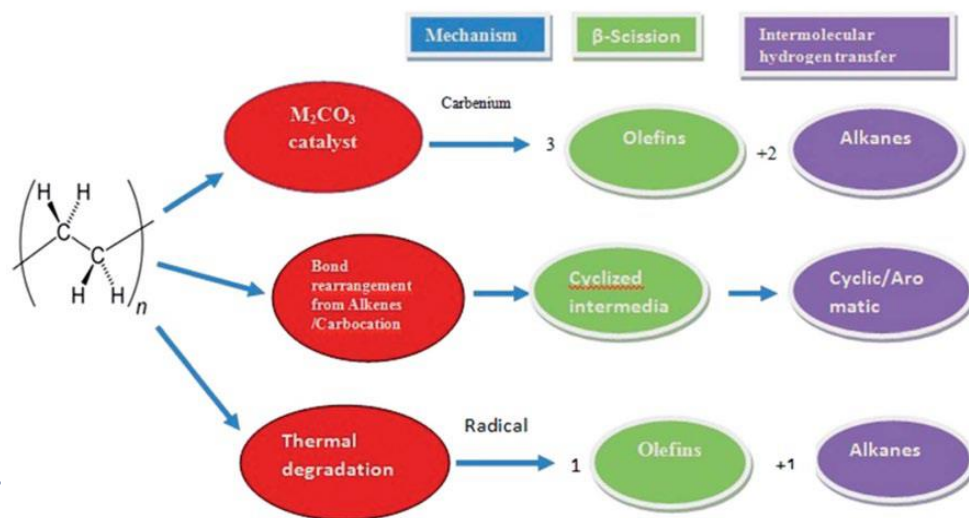 Mechanism
β-Scission
Intermolecular
hydrogen transfer
M₂CO₃
catalyst
Carbenium
3
Olefins
+2
Alkanes
H H
C
C
H H
n
Bond
rearrangement
from Alkenes
/Carbocation
Cyclized
intermedia
Cyclic/Aro
matic
Thermal
degradation
Radical
1
Olefins
+1
Alkanes